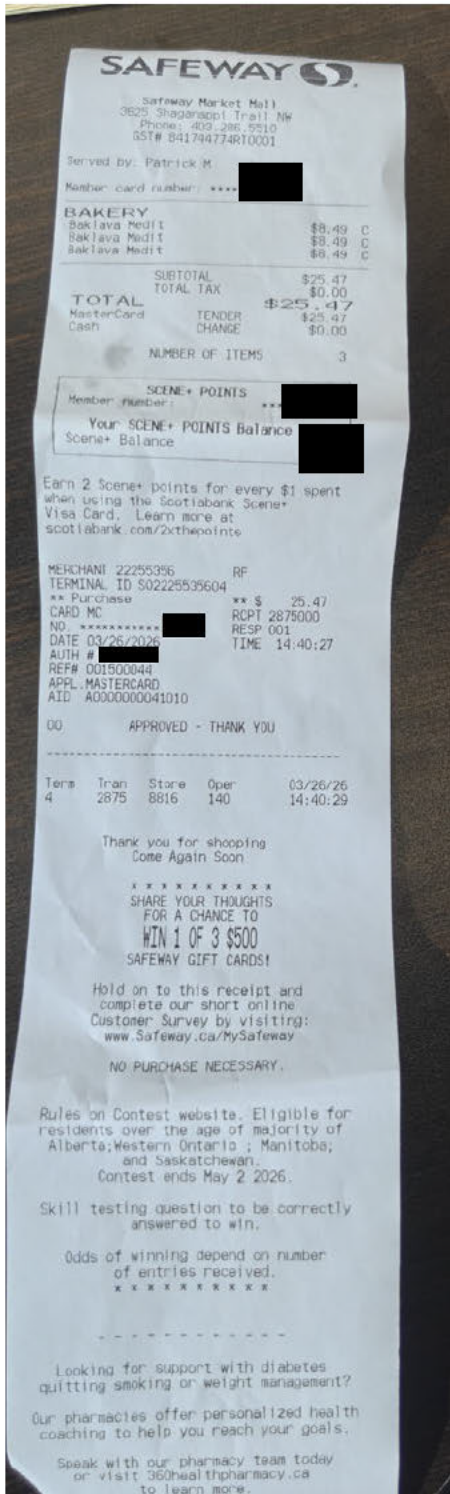 SAFEWAY
Safeway Market Mall
3625 Shaganappi Trail NW
Phone: 403.286.5510
GST# 841744774RT0001
Served by: Patrick M
Member card number: ****
BAKERY
Baklava Medit $8.49 C
Baklava Medit $8.49 C
Baklava Medit $8.49 C
SUBTOTAL $25.47
TOTAL TAX $0.00
TOTAL $25.47
MasterCard TENDER $25.47
Cash CHANGE $0.00
NUMBER OF ITEMS 3
SCENE+ POINTS
Member number: ***
Your SCENE+ POINTS Balance
Scene+ Balance
Earn 2 Scene+ points for every $1 spent
when using the Scotiabank Scene+
Visa Card. Learn more at
scotiabank.com/2xthepoints
MERCHANT 22255356 RF
TERMINAL ID S02225535604
** Purchase ** $ 25.47
CARD MC RCPT 2875000
NO. *********** RESP 001
DATE 03/26/2026 TIME 14:40:27
AUTH #
REF# 001500044
APPL.MASTERCARD
AID A0000000041010
00 APPROVED - THANK YOU
Term Tran Store Oper 03/26/26
4 2875 8816 140 14:40:29
Thank you for shopping
Come Again Soon
* * * * * * * * * *
SHARE YOUR THOUGHTS
FOR A CHANCE TO
WIN 1 OF 3 $500
SAFEWAY GIFT CARDS!
Hold on to this receipt and
complete our short online
Customer Survey by visiting:
www.Safeway.ca/MySafeway
NO PURCHASE NECESSARY.
Rules on Contest website. Eligible for
residents over the age of majority of
Alberta;Western Ontario ; Manitoba;
and Saskatchewan.
Contest ends May 2 2026.
Skill testing question to be correctly
answered to win.
Odds of winning depend on number
of entries received.
* * * * * * * * * *
Looking for support with diabetes
quitting smoking or weight management?
Our pharmacies offer personalized health
coaching to help you reach your goals.
Speak with our pharmacy team today
or visit 360healthpharmacy.ca
to learn more.